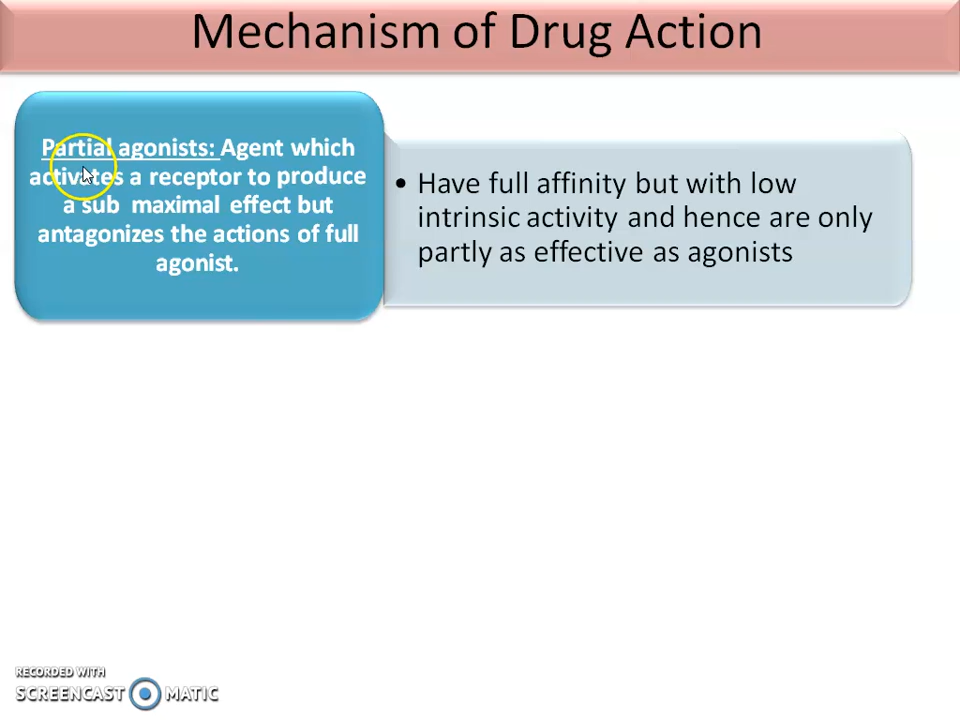 Mechanism of Drug Action
Partial agonists: Agent which
activates a receptor to produce
a sub maximal effect but
antagonizes the actions of full
agonist.
• Have full affinity but with low
intrinsic activity and hence are only
partly as effective as agonists
RECORDED WITH
SCREENCAST MATIC